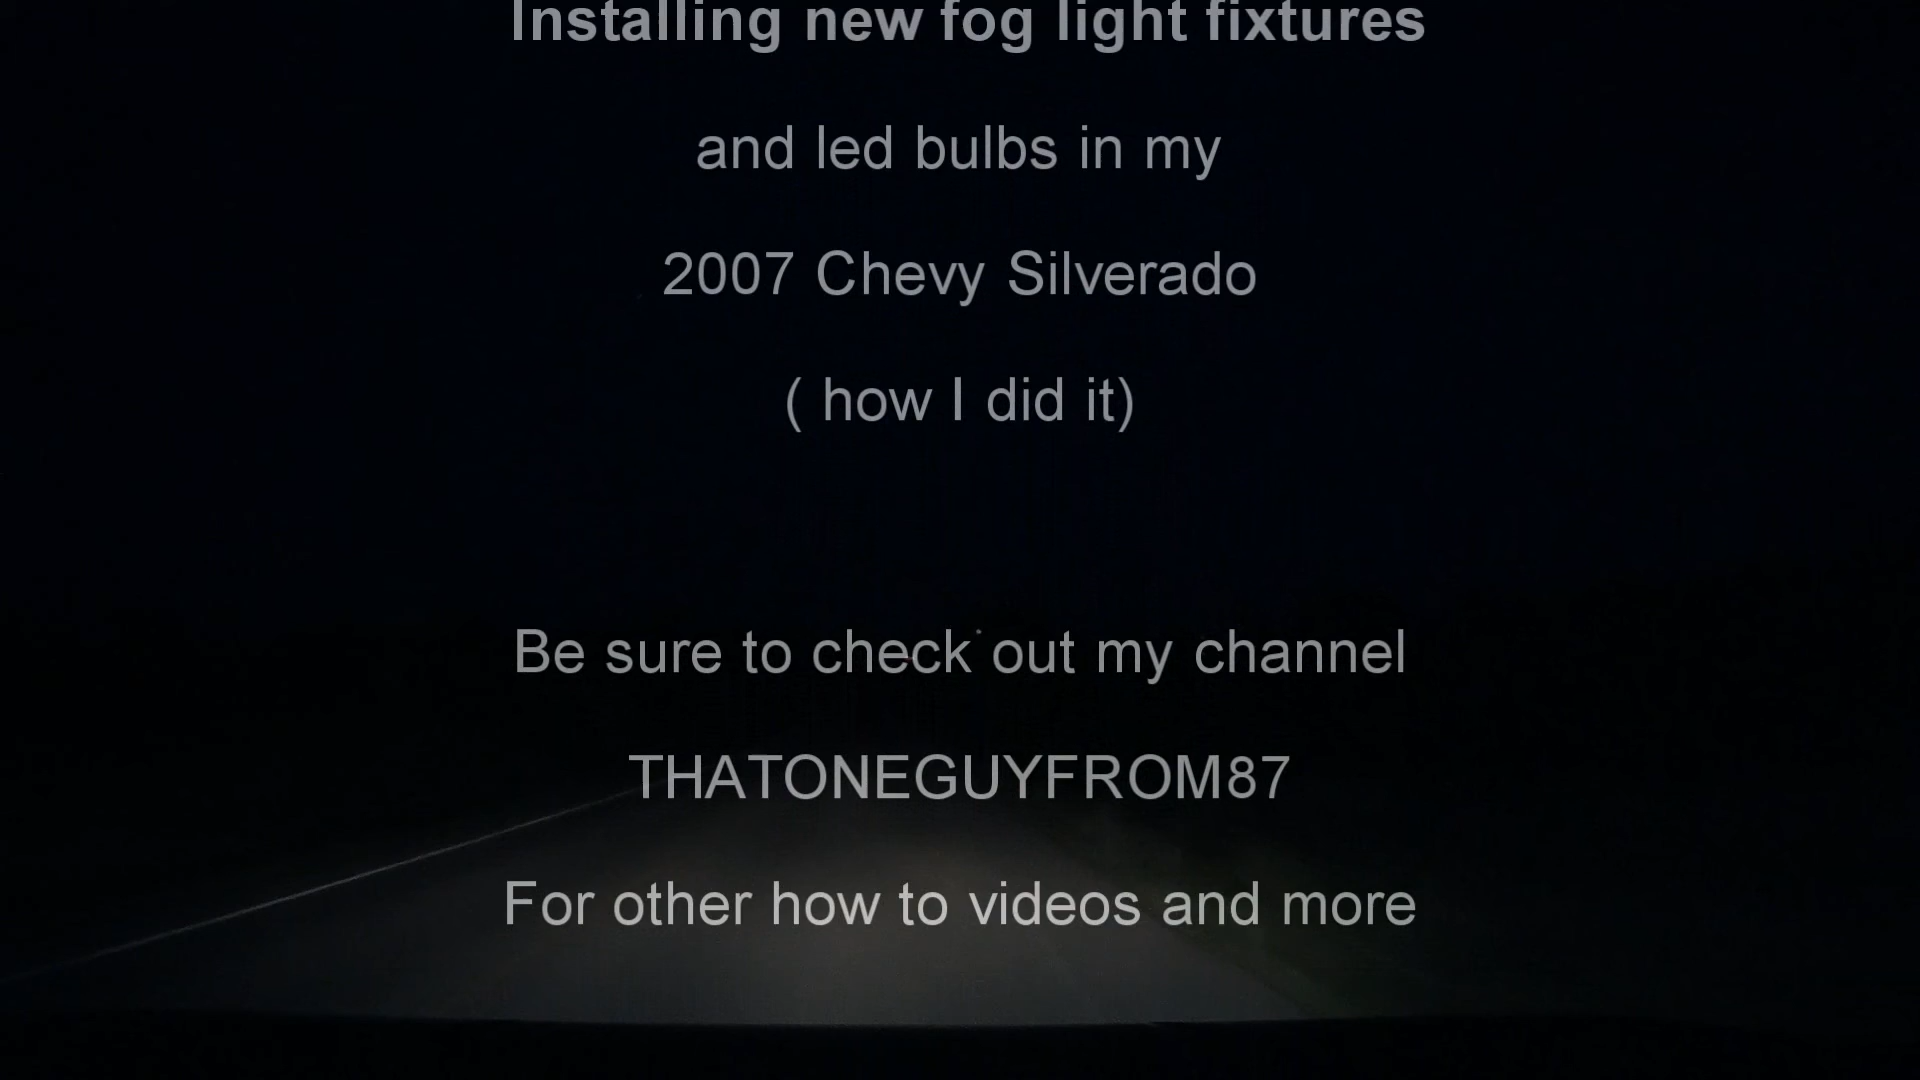 Installing new fog light fixtures
and led bulbs in my
2007 Chevy Silverado
( how I did it)
Be sure to check out my channel
THATONEGUYFROM87
For other how to videos and more